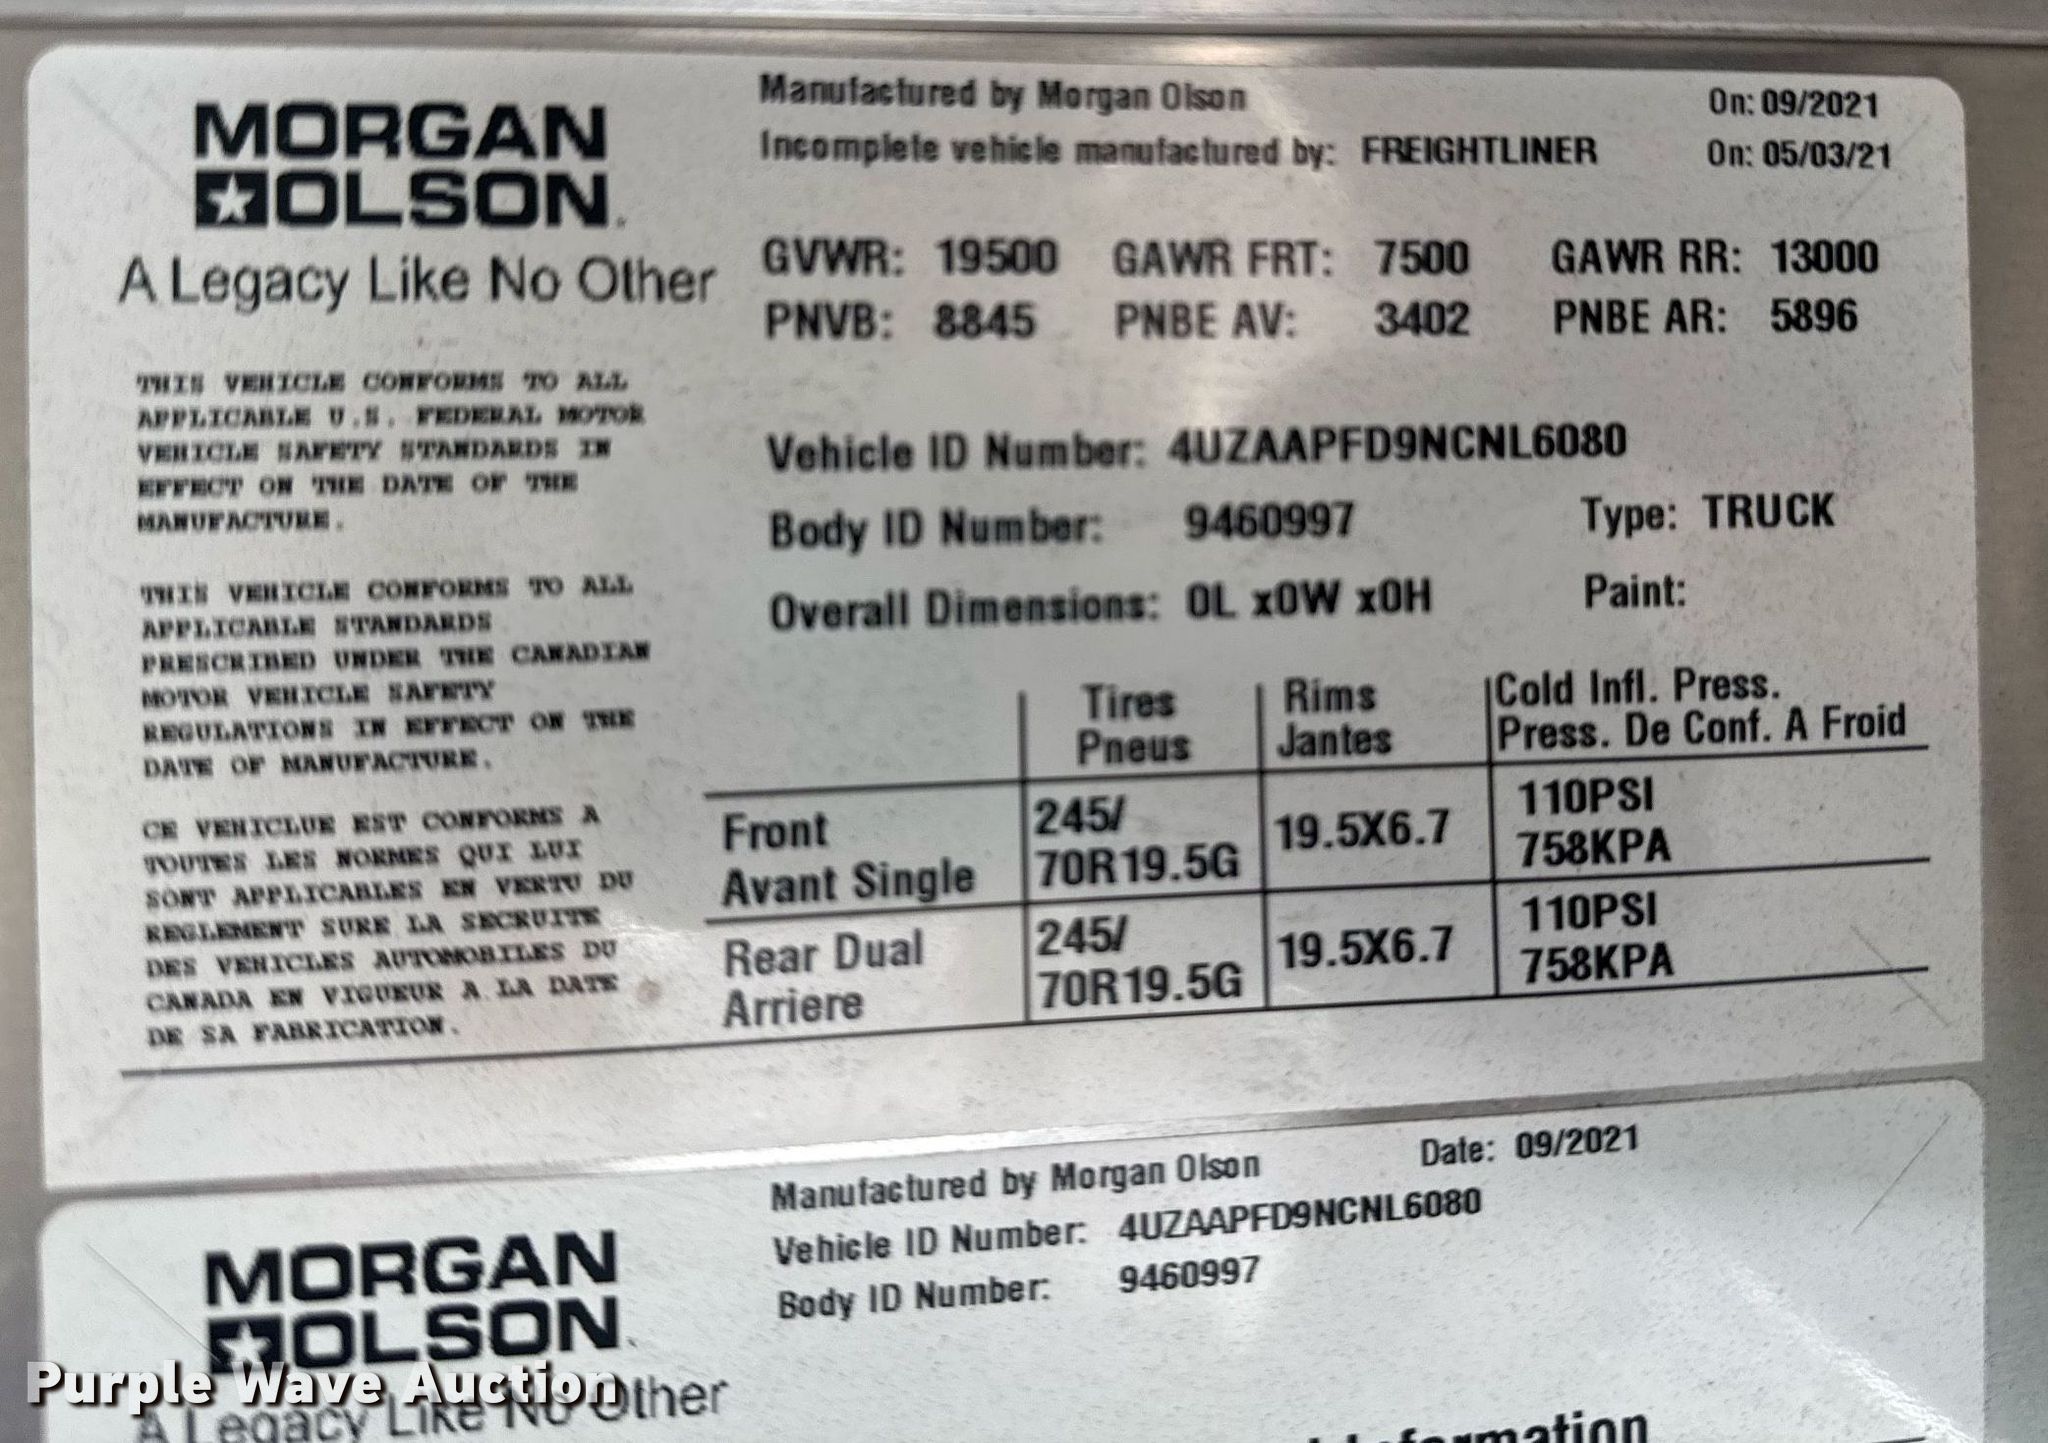 MORGAN
OLSON
A Legacy Like No Other
Manufactured by Morgan Olson On: 09/2021
Incomplete vehicle manufactured by: FREIGHTLINER On: 05/03/21
GVWR: 19500 GAWR FRT: 7500 GAWR RR: 13000
PNVB: 8845 PNBE AV: 3402 PNBE AR: 5896
THIS VEHICLE CONFORMS TO ALL
APPLICABLE U.S. FEDERAL MOTOR
VEHICLE SAFETY STANDARDS IN
EFFECT ON THE DATE OF THE
MANUFACTURE.
THIS VEHICLE CONFORMS TO ALL
APPLICABLE STANDARDS
PRESCRIBED UNDER THE CANADIAN
MOTOR VEHICLE SAFETY
REGULATIONS IN EFFECT ON THE
DATE OF MANUFACTURE.
CE VEHICLUE EST CONFORMS A
TOUTES LES NORMES QUI LUI
SONT APPLICABLES EN VERTU DU
REGLEMENT SURE LA SECRUITE
DES VEHICLES AUTOMOBILES DU
CANADA EN VIGUEUR A LA DATE
DE SA FABRICATION.
Vehicle ID Number: 4UZAAPFD9NCNL6080
Body ID Number: 9460997 Type: TRUCK
Overall Dimensions: 0L x0W x0H Paint:
Tires Rims Cold Infl. Press.
Pneus Jantes Press. De Conf. A Froid
Front 245/ 19.5X6.7 110PSI
Avant Single 70R19.5G 758KPA
Rear Dual 245/ 19.5X6.7 110PSI
Arriere 70R19.5G 758KPA
MORGAN
OLSON
A Legacy Like No Other
Manufactured by Morgan Olson Date: 09/2021
Vehicle ID Number: 4UZAAPFD9NCNL6080
Body ID Number: 9460997
Purple Wave Auction